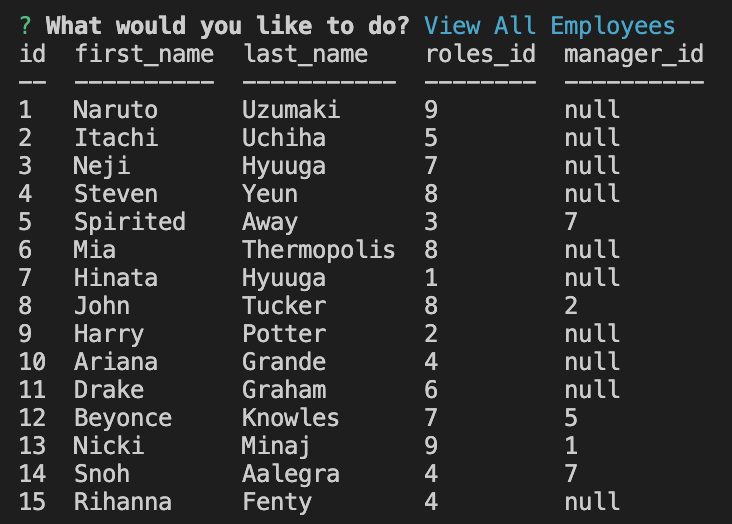 ? What would you like to do? View All Employees
id  first_name  last_name    roles_id  manager_id
--  ----------  -----------  --------  ----------
1   Naruto      Uzumaki      9         null
2   Itachi      Uchiha       5         null
3   Neji        Hyuuga       7         null
4   Steven      Yeun         8         null
5   Spirited    Away         3         7
6   Mia         Thermopolis  8         null
7   Hinata      Hyuuga       1         null
8   John        Tucker       8         2
9   Harry       Potter       2         null
10  Ariana      Grande       4         null
11  Drake       Graham       6         null
12  Beyonce     Knowles      7         5
13  Nicki       Minaj        9         1
14  Snoh        Aalegra      4         7
15  Rihanna     Fenty        4         null